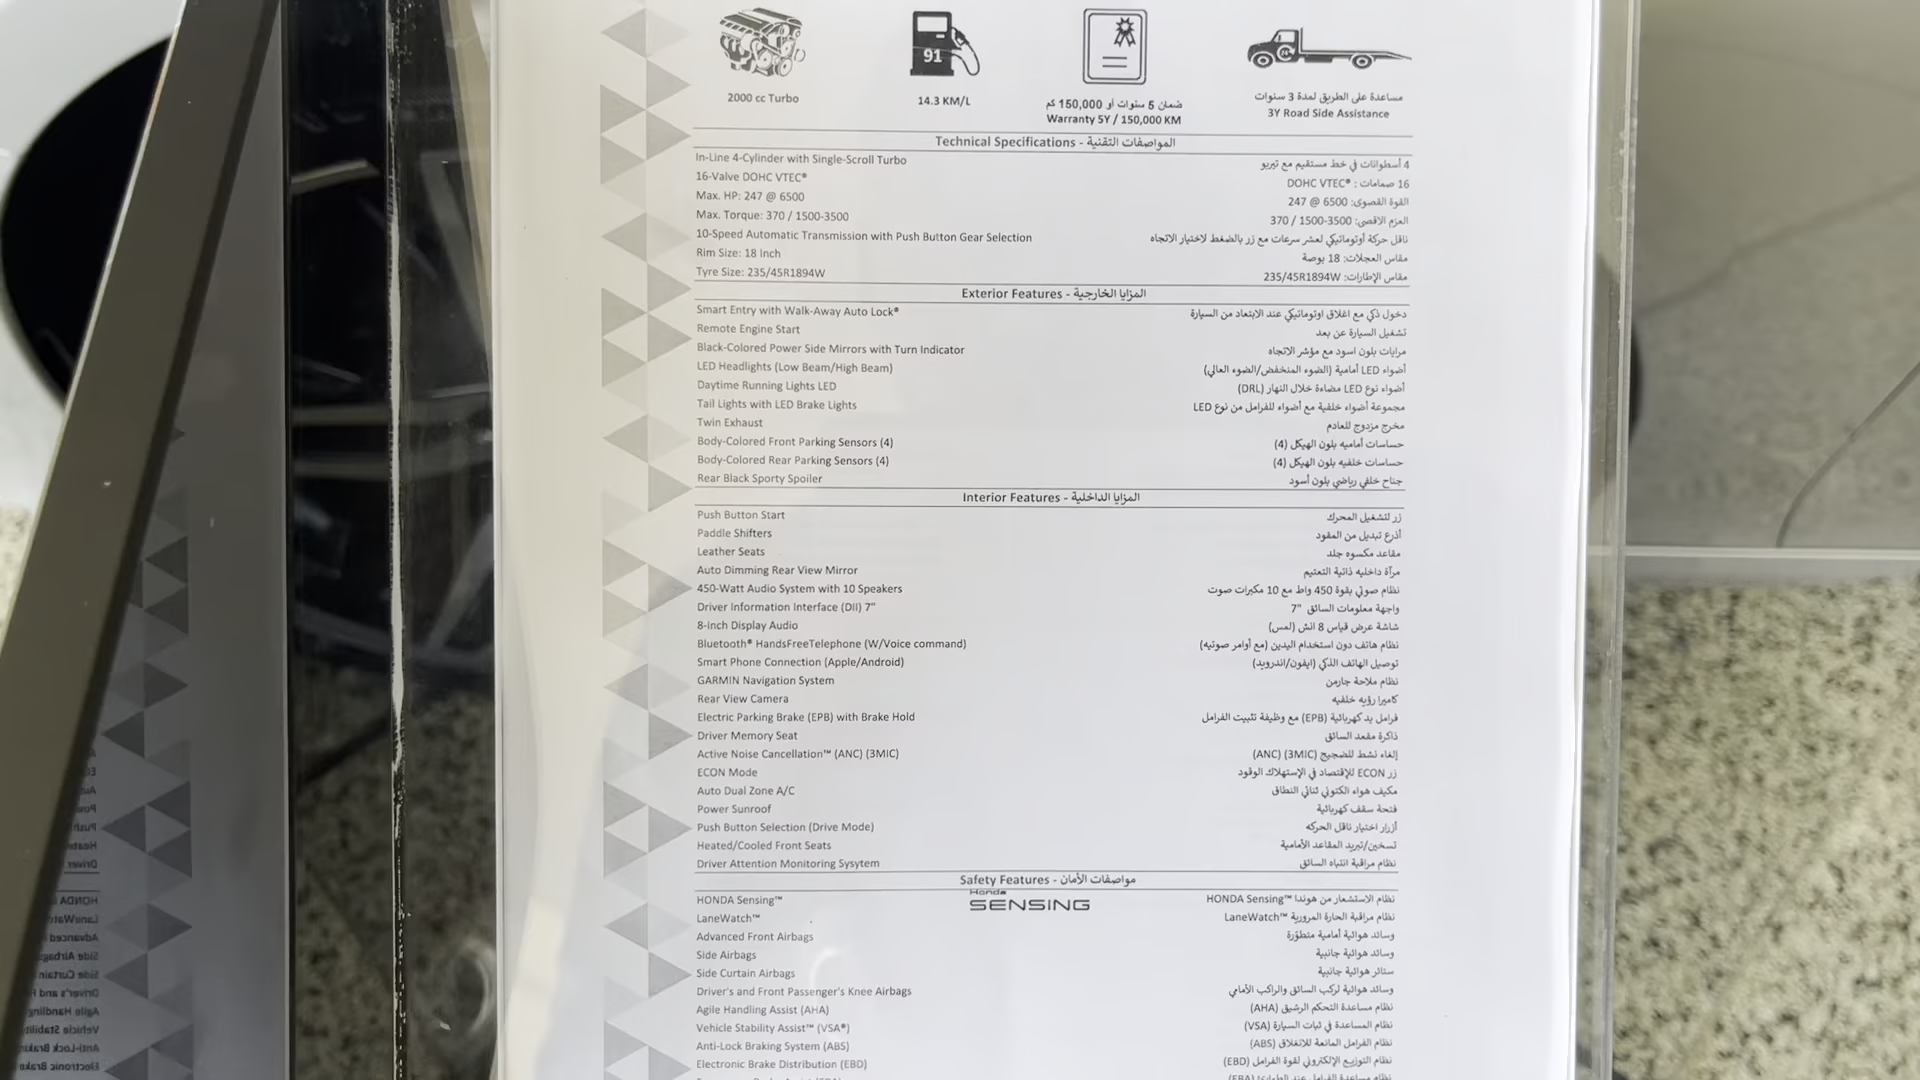 91
24
2000 cc Turbo
14.3 KM/L
ضمان 5 سنوات أو 150,000 كم
Warranty 5Y / 150,000 KM
مساعدة على الطريق لمدة 3 سنوات
3Y Road Side Assistance
Technical Specifications - المواصفات التقنية
In-Line 4-Cylinder with Single-Scroll Turbo 4 أسطوانات في خط مستقيم مع تيربو
16-Valve DOHC VTEC® 16 صمامات : DOHC VTEC®
Max. HP: 247 @ 6500 القوة القصوى: 6500 @ 247
Max. Torque: 370 / 1500-3500 العزم الاقصى: 3500-1500 / 370
10-Speed Automatic Transmission with Push Button Gear Selection ناقل حركة أوتوماتيكي لعشر سرعات مع زر بالضغط لاختيار الاتجاه
Rim Size: 18 Inch مقاس العجلات: 18 بوصة
Tyre Size: 235/45R1894W مقاس الإطارات: 235/45R1894W
Exterior Features - المزايا الخارجية
Smart Entry with Walk-Away Auto Lock® دخول ذكي مع اغلاق اوتوماتيكي عند الابتعاد من السيارة
Remote Engine Start تشغيل السيارة عن بعد
Black-Colored Power Side Mirrors with Turn Indicator مرايات بلون اسود مع مؤشر الاتجاه
LED Headlights (Low Beam/High Beam) أضواء LED أمامية (الضوء المنخفض/الضوء العالي)
Daytime Running Lights LED أضواء نوع LED مضاءة خلال النهار (DRL)
Tail Lights with LED Brake Lights مجموعة أضواء خلفية مع أضواء للفرامل من نوع LED
Twin Exhaust مخرج مزدوج للعادم
Body-Colored Front Parking Sensors (4) حساسات أماميه بلون الهيكل (4)
Body-Colored Rear Parking Sensors (4) حساسات خلفيه بلون الهيكل (4)
Rear Black Sporty Spoiler جناح خلفي رياضي بلون أسود
Interior Features - المزايا الداخلية
Push Button Start زر لتشغيل المحرك
Paddle Shifters أذرع تبديل من المقود
Leather Seats مقاعد مكسوه جلد
Auto Dimming Rear View Mirror مرآة داخليه ذاتية التعتيم
450-Watt Audio System with 10 Speakers نظام صوتي بقوة 450 واط مع 10 مكبرات صوت
Driver Information Interface (DII) 7" واجهة معلومات السائق 7"
8-Inch Display Audio شاشة عرض قياس 8 انش (لمس)
Bluetooth® HandsFreeTelephone (W/Voice command) نظام هاتف دون استخدام اليدين (مع أوامر صوتيه)
Smart Phone Connection (Apple/Android) توصيل الهاتف الذكي (ايفون/اندرويد)
GARMIN Navigation System نظام ملاحة جارمن
Rear View Camera كاميرا رؤيه خلفيه
Electric Parking Brake (EPB) with Brake Hold فرامل يد كهربائية (EPB) مع وظيفة تثبيت الفرامل
Driver Memory Seat ذاكرة مقعد السائق
Active Noise Cancellation™ (ANC) (3MIC) إلغاء نشط للضجيج (ANC) (3MIC)
ECON Mode زر ECON للإقتصاد في الإستهلاك الوقود
Auto Dual Zone A/C مكيف هواء الكتوني ثنائي النطاق
Power Sunroof فتحة سقف كهربائية
Push Button Selection (Drive Mode) أزرار اختيار ناقل الحركه
Heated/Cooled Front Seats تسخين/تبريد المقاعد الأمامية
Driver Attention Monitoring Sysytem نظام مراقبة انتباه السائق
Safety Features - مواصفات الأمان
Honda
SENSING
HONDA Sensing™ نظام الاستشعار من هوندا HONDA Sensing™
LaneWatch™ نظام مراقبة الحارة المرورية LaneWatch™
Advanced Front Airbags وسائد هوائية أمامية متطوّرة
Side Airbags وسائد هوائية جانبية
Side Curtain Airbags ستائر هوائية جانبية
Driver's and Front Passenger's Knee Airbags وسائد هوائية لركب السائق والراكب الأمامي
Agile Handling Assist (AHA) نظام مساعدة التحكم الرشيق (AHA)
Vehicle Stability Assist™ (VSA®) نظام المساعدة في ثبات السيارة (VSA)
Anti-Lock Braking System (ABS) نظام الفرامل المانعة للانغلاق (ABS)
Electronic Brake Distribution (EBD) نظام التوزيع الإلكتروني لقوة الفرامل (EBD)